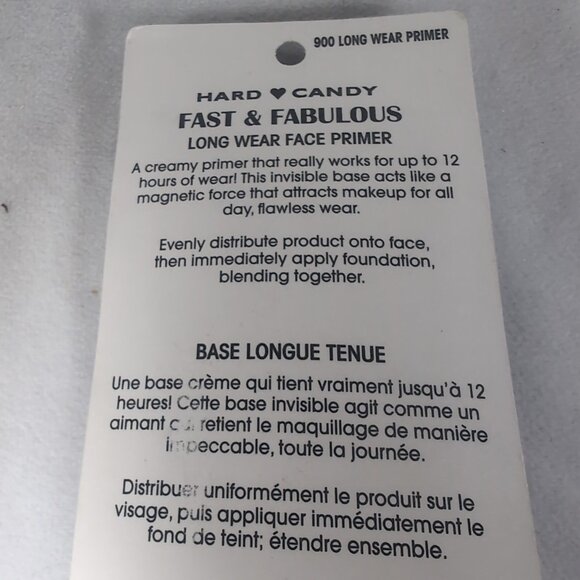 900 LONG WEAR PRIMER
HARD ♥ CANDY
FAST & FABULOUS
LONG WEAR FACE PRIMER
A creamy primer that really works for up to 12
hours of wear! This invisible base acts like a
magnetic force that attracts makeup for all
day, flawless wear.
Evenly distribute product onto face,
then immediately apply foundation,
blending together.
BASE LONGUE TENUE
Une base crème qui tient vraiment jusqu'à 12
heures! Cette base invisible agit comme un
aimant qui retient le maquillage de manière
impeccable, toute la journée.
Distribuer uniformément le produit sur le
visage, puis appliquer immédiatement le
fond de teint; étendre ensemble.